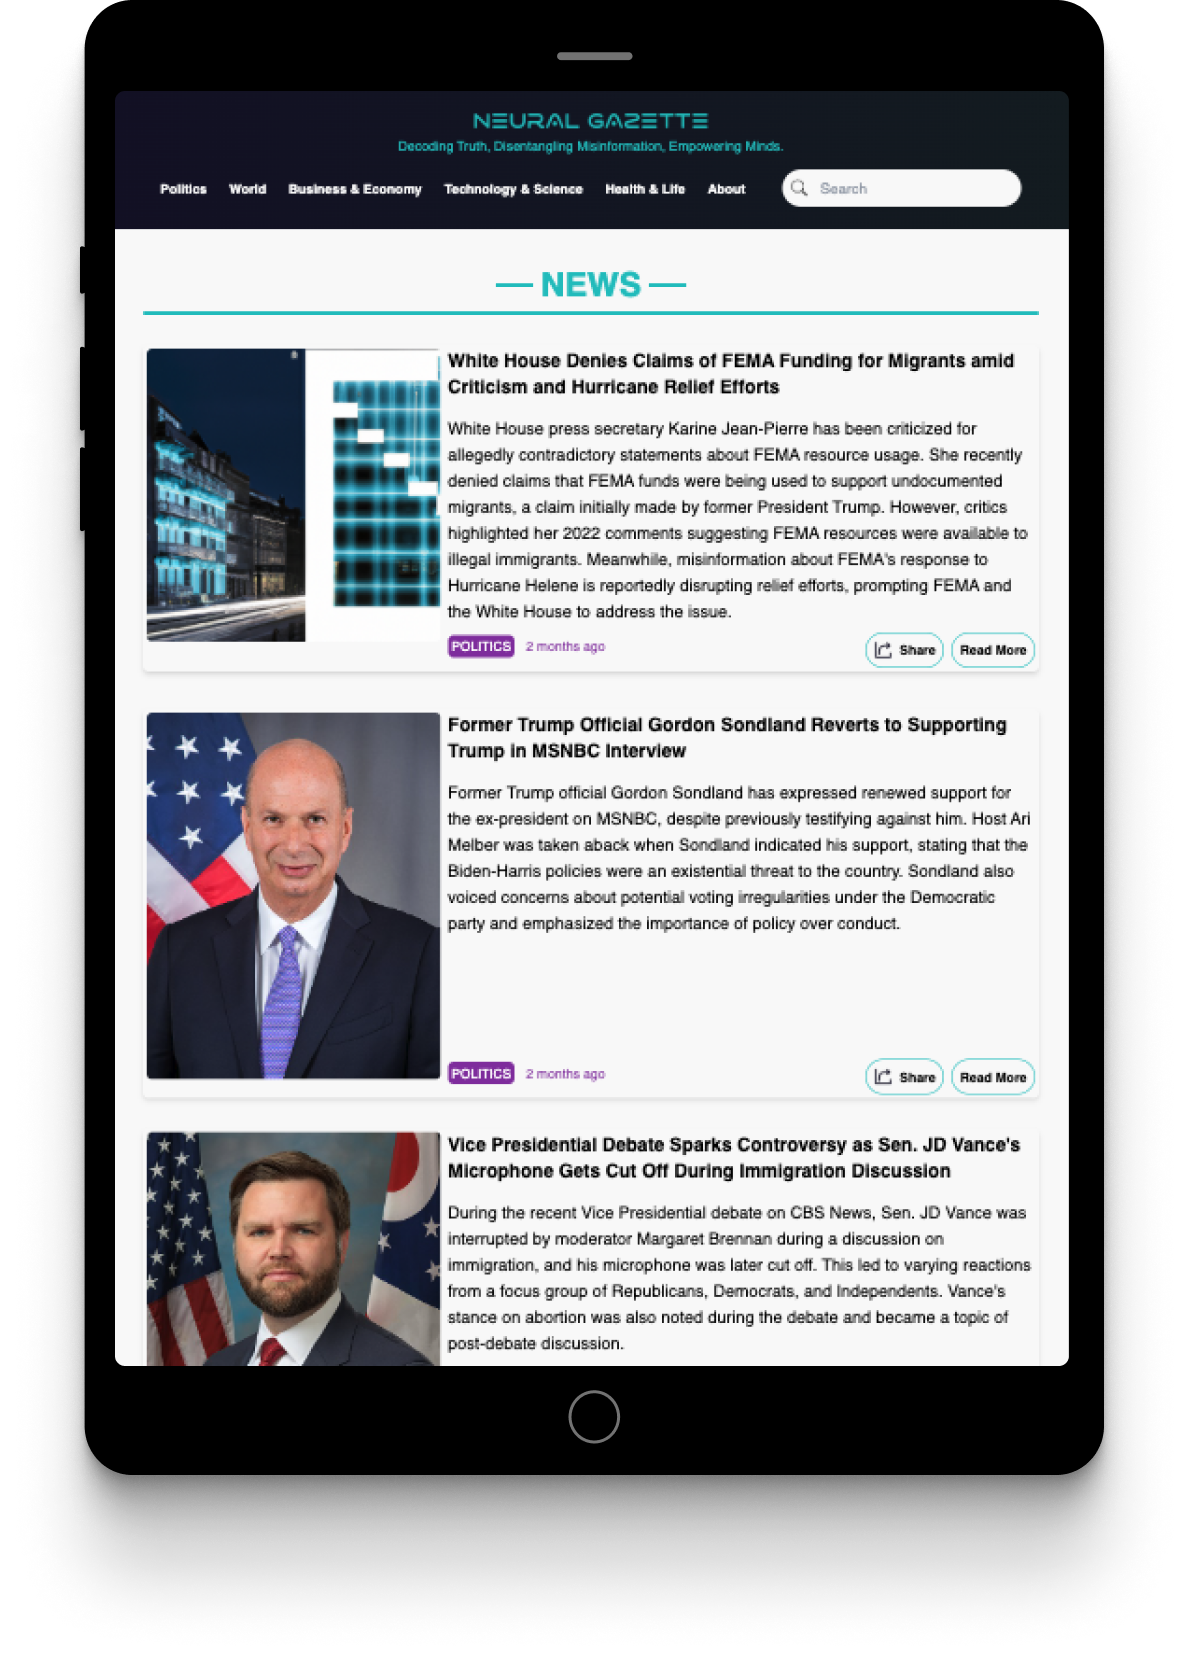 NEURAL GAZETTE
Decoding Truth, Disentangling Misinformation, Empowering Minds.
Politics World Business & Economy Technology & Science Health & Life About Search
— NEWS —
White House Denies Claims of FEMA Funding for Migrants amid
Criticism and Hurricane Relief Efforts
White House press secretary Karine Jean-Pierre has been criticized for
allegedly contradictory statements about FEMA resource usage. She recently
denied claims that FEMA funds were being used to support undocumented
migrants, a claim initially made by former President Trump. However, critics
highlighted her 2022 comments suggesting FEMA resources were available to
illegal immigrants. Meanwhile, misinformation about FEMA's response to
Hurricane Helene is reportedly disrupting relief efforts, prompting FEMA and
the White House to address the issue.
POLITICS 2 months ago Share Read More
Former Trump Official Gordon Sondland Reverts to Supporting
Trump in MSNBC Interview
Former Trump official Gordon Sondland has expressed renewed support for
the ex-president on MSNBC, despite previously testifying against him. Host Ari
Melber was taken aback when Sondland indicated his support, stating that the
Biden-Harris policies were an existential threat to the country. Sondland also
voiced concerns about potential voting irregularities under the Democratic
party and emphasized the importance of policy over conduct.
POLITICS 2 months ago Share Read More
Vice Presidential Debate Sparks Controversy as Sen. JD Vance's
Microphone Gets Cut Off During Immigration Discussion
During the recent Vice Presidential debate on CBS News, Sen. JD Vance was
interrupted by moderator Margaret Brennan during a discussion on
immigration, and his microphone was later cut off. This led to varying reactions
from a focus group of Republicans, Democrats, and Independents. Vance's
stance on abortion was also noted during the debate and became a topic of
post-debate discussion.